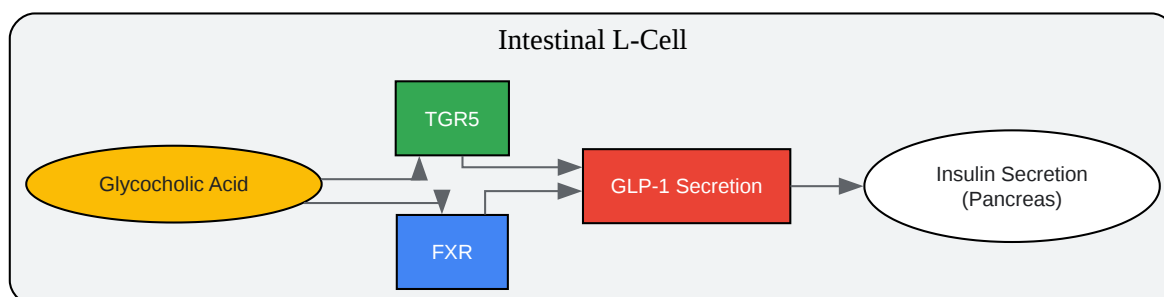 Intestinal L-Cell
TGR5
Glycocholic Acid
GLP-1 Secretion
Insulin Secretion
(Pancreas)
FXR